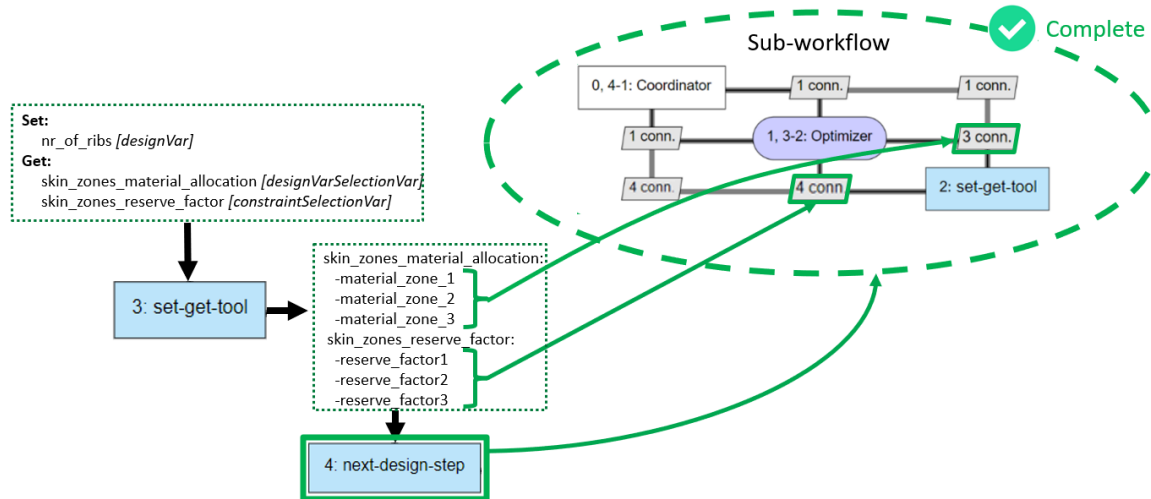 Complete
Sub-workflow
0, 4-1: Coordinator
1 conn.
1 conn.
1 conn.
1, 3-2: Optimizer
3 conn.
4 conn.
4 conn.
2: set-get-tool
Set:
nr_of_ribs [designVar]
Get:
skin_zones_material_allocation [designVarSelectionVar]
skin_zones_reserve_factor [constraintSelectionVar]
3: set-get-tool
skin_zones_material_allocation:
-material_zone_1
-material_zone_2
-material_zone_3
skin_zones_reserve_factor:
-reserve_factor1
-reserve_factor2
-reserve_factor3
4: next-design-step